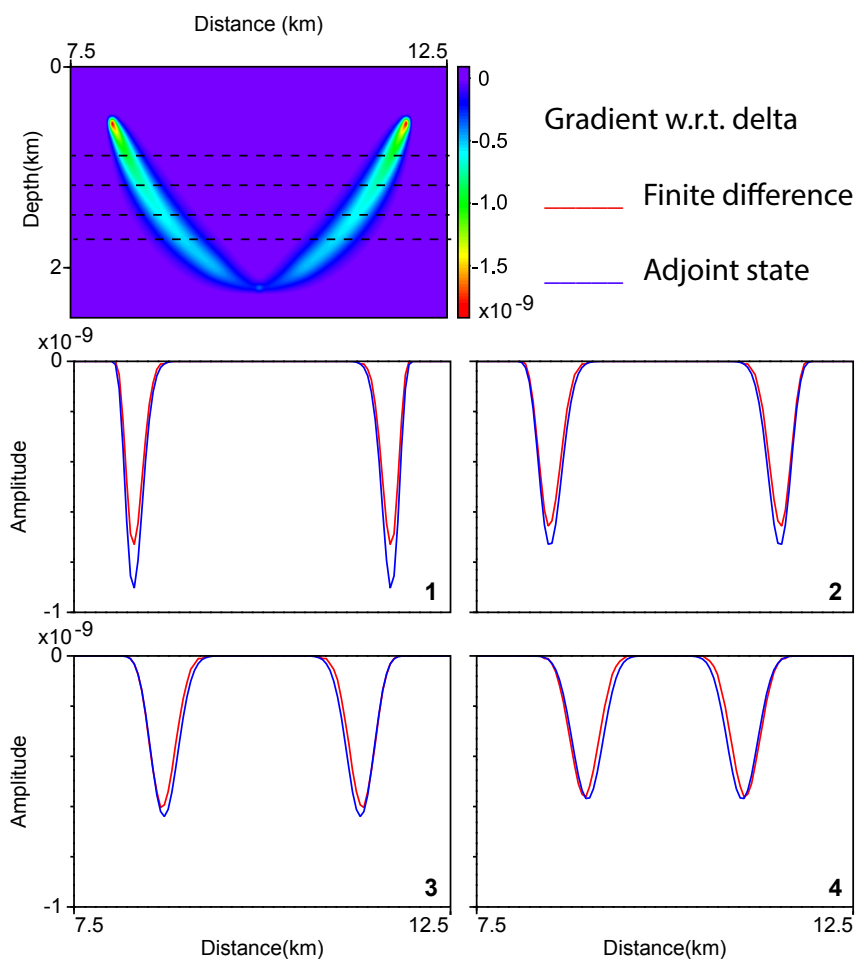 Distance (km)
7.5 12.5
0
Depth(km)
2
0
-0.5
-1.0
-1.5
x10-9
Gradient w.r.t. delta
Finite difference
Adjoint state
x10-9
0
Amplitude
-1
1
2
x10-9
0
Amplitude
-1
3
4
7.5 12.5
Distance(km)
7.5 12.5
Distance(km)